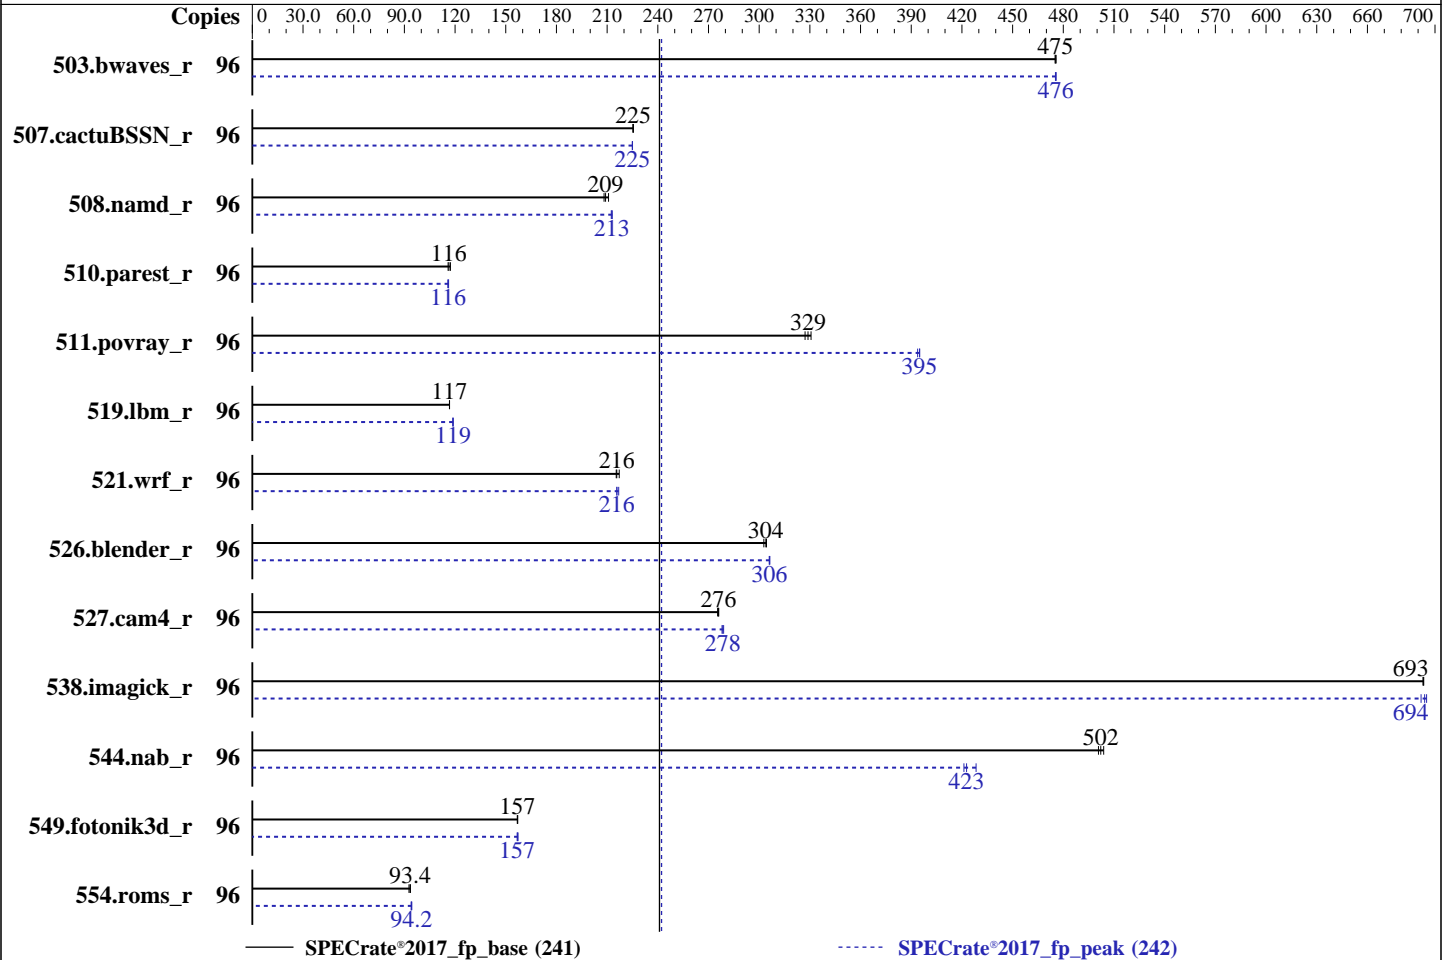 Copies 0 30.0 60.0 90.0 120 150 180 210 240 270 300 330 360 390 420 450 480 510 540 570 600 630 660 700
475
503.bwaves_r 96
476
225
507.cactuBSSN_r 96
225
209
508.namd_r 96
213
116
510.parest_r 96
116
329
511.povray_r 96
395
117
519.lbm_r 96
119
216
521.wrf_r 96
216
304
526.blender_r 96
306
276
527.cam4_r 96
278
693
538.imagick_r 96
694
502
544.nab_r 96
423
157
549.fotonik3d_r 96
157
93.4
554.roms_r 96
94.2
SPECrate®2017_fp_base (241) SPECrate®2017_fp_peak (242)